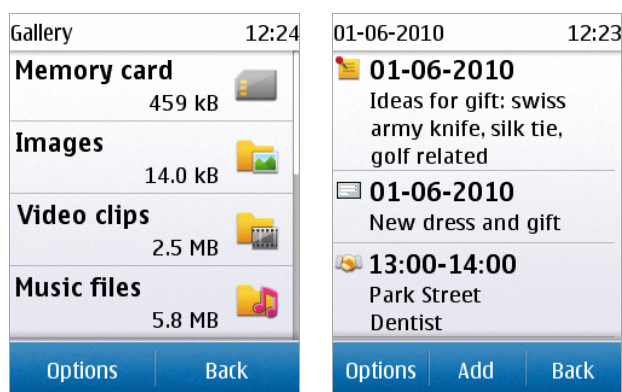 Gallery 12:24
Memory card
459 kB
Images
14.0 kB
Video clips
2.5 MB
Music files
5.8 MB
Options Back
01-06-2010 12:23
01-06-2010
Ideas for gift: swiss
army knife, silk tie,
golf related
01-06-2010
New dress and gift
13:00-14:00
Park Street
Dentist
Options Add Back